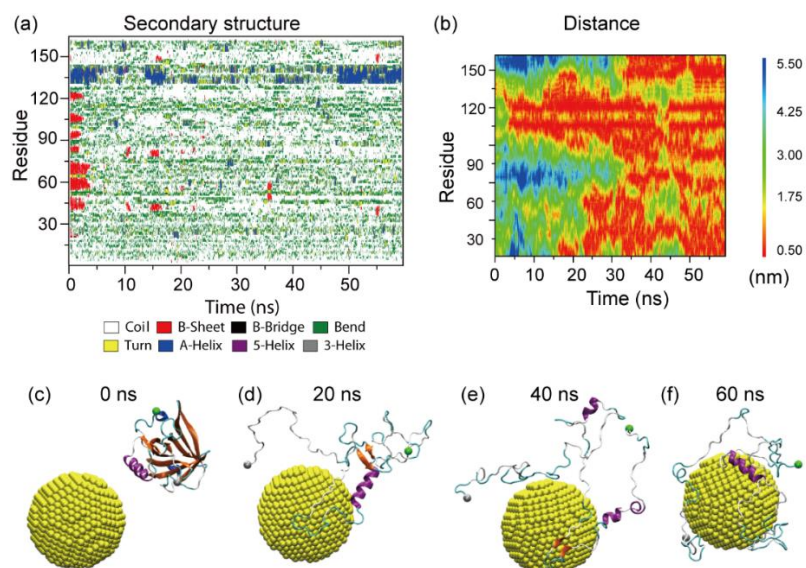 (a) Secondary structure
150
120
90
60
30
Residue
0 10 20 30 40 50
Time (ns)
Coil B-Sheet B-Bridge Bend
Turn A-Helix 5-Helix 3-Helix
(b) Distance
150
120
90
60
30
Residue
0 10 20 30 40 50
Time (ns)
5.50
4.25
1.75
0.50
(nm)
(c) 0 ns
(d) 20 ns
(e) 40 ns
(f) 60 ns